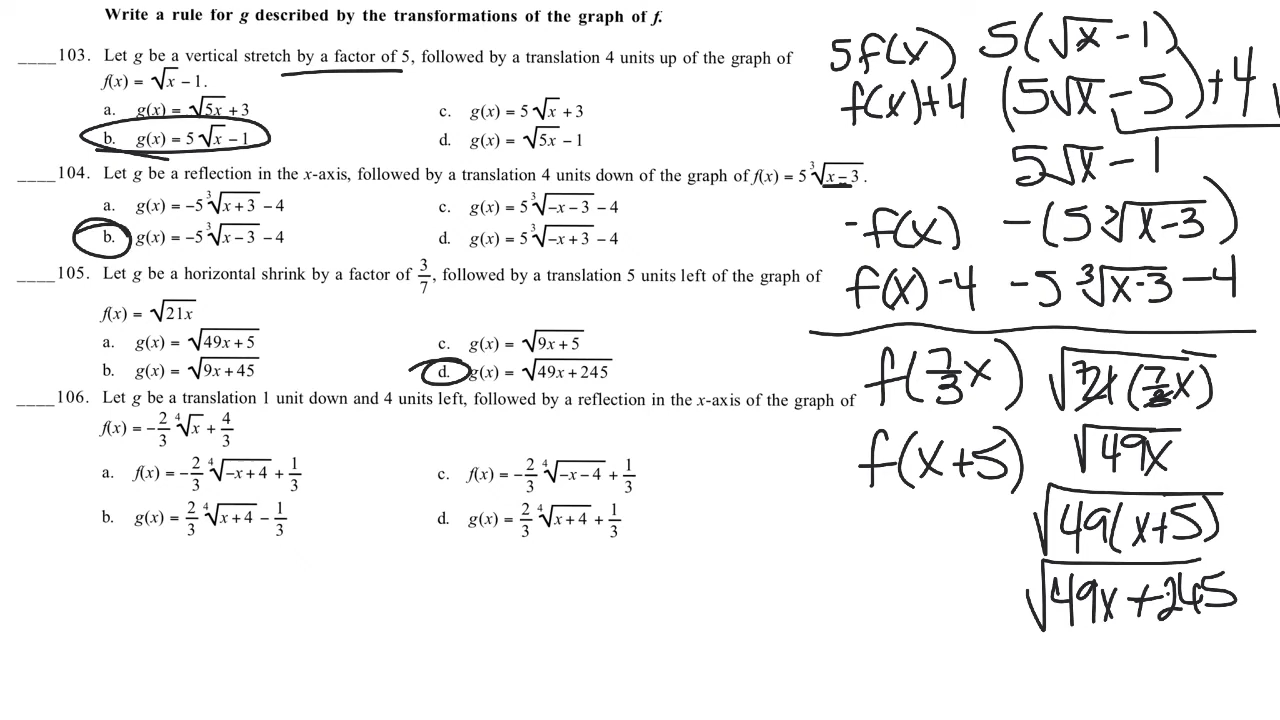 Write a rule for g described by the transformations of the graph of f.
____103. Let g be a vertical stretch by a factor of 5, followed by a translation 4 units up of the graph of
f(x) = √x − 1.
a. g(x) = √5x + 3
c. g(x) = 5√x + 3
b. g(x) = 5√x − 1
d. g(x) = √5x − 1
____104. Let g be a reflection in the x-axis, followed by a translation 4 units down of the graph of f(x) = 5∛(x − 3).
a. g(x) = −5∛(x + 3) − 4
c. g(x) = 5∛(−x − 3) − 4
b. g(x) = −5∛(x − 3) − 4
d. g(x) = 5∛(−x + 3) − 4
____105. Let g be a horizontal shrink by a factor of 3/7, followed by a translation 5 units left of the graph of
f(x) = √21x
a. g(x) = √(49x + 5)
c. g(x) = √(9x + 5)
b. g(x) = √(9x + 45)
d. g(x) = √(49x + 245)
____106. Let g be a translation 1 unit down and 4 units left, followed by a reflection in the x-axis of the graph of
f(x) = −2/3 ∜x + 4/3
a. f(x) = −2/3 ∜(−x + 4) + 1/3
c. f(x) = −2/3 ∜(−x − 4) + 1/3
b. g(x) = 2/3 ∜(x + 4) − 1/3
d. g(x) = 2/3 ∜(x + 4) + 1/3
5f(x) 5(√x − 1)
f(x)+4 (5√x − 5)+4
5√x − 1
-f(x) −(5∛(x−3))
f(x)-4 -5∛(x-3) −4
f(7/3x) √(21(7/3x))
f(x+5) √49x
√(49(x+5))
√(49x+245)